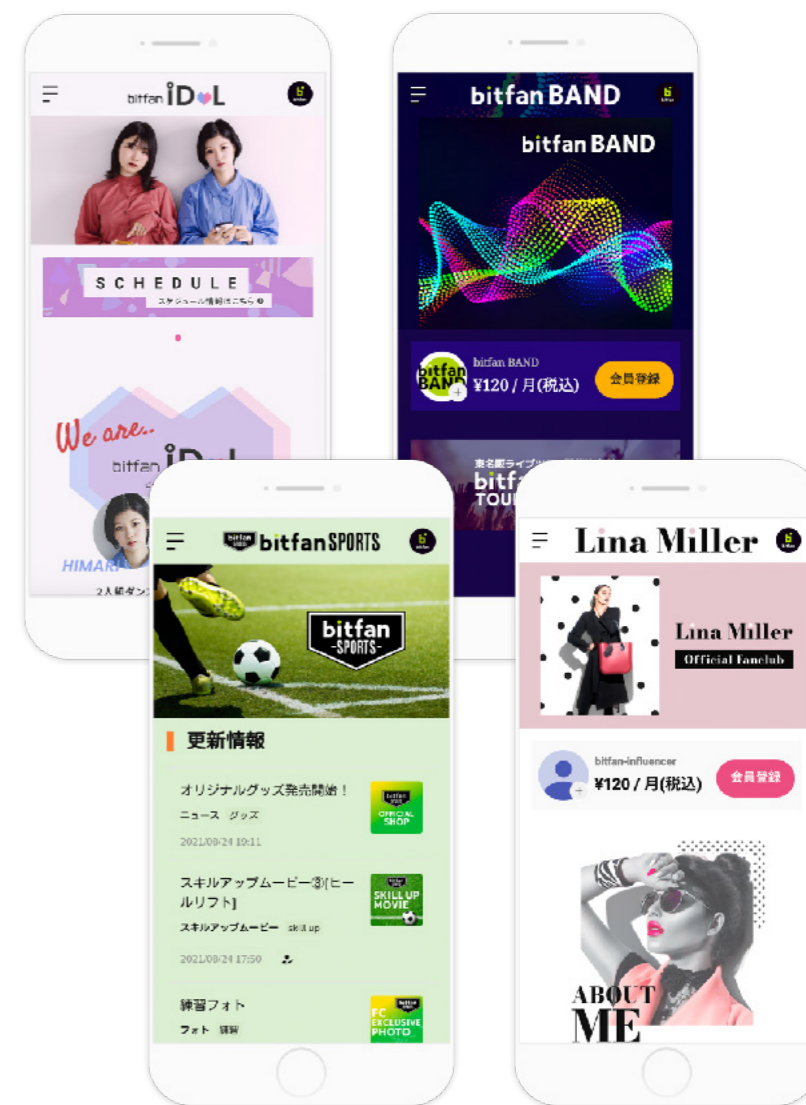 bitfan iDOL
SCHEDULE
スケジュール情報はこちら
We are..
bitfan
HIMARI
bitfan BAND
bitfan BAND
bitfan BAND
bitfan BAND
¥120 / 月(税込)
会員登録
TOUR
bitfan SPORTS
bitfan
-SPORTS-
更新情報
オリジナルグッズ発売開始！
ニュース グッズ
2021/08/24 19:11
OFFICIAL
SHOP
スキルアップムービー③[ヒー
ルリフト]
スキルアップムービー skill up
2021/08/24 17:50
SKILL UP
MOVIE
練習フォト
フォト 練習
FC
EXCLUSIVE
PHOTO
Lina Miller
Lina Miller
Official Fanclub
bitfan-influencer
¥120 / 月(税込)
会員登録
ABOUT
ME